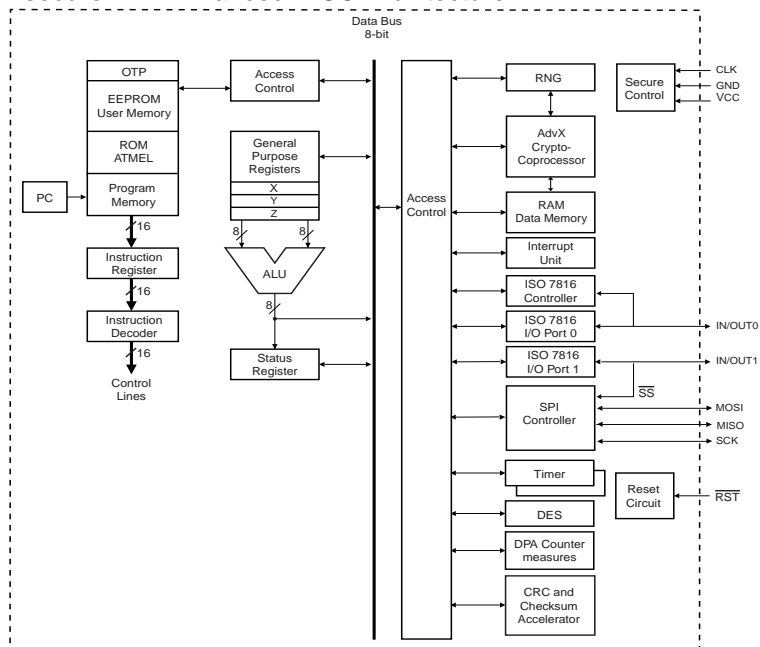 Data Bus
8-bit
OTP
EEPROM
User Memory
ROM
ATMEL
Program
Memory
PC
16
Instruction
Register
16
Instruction
Decoder
16
Control
Lines
Access
Control
General
Purpose
Registers
X
Y
Z
8
8
ALU
8
Status
Register
Access
Control
RNG
AdvX
Crypto-
Coprocessor
RAM
Data Memory
Interrupt
Unit
ISO 7816
Controller
ISO 7816
I/O Port 0
ISO 7816
I/O Port 1
SS
SPI
Controller
Timer
DES
DPA Counter
measures
CRC and
Checksum
Accelerator
Secure
Control
CLK
GND
VCC
IN/OUT0
IN/OUT1
MOSI
MISO
SCK
Reset
Circuit
RST